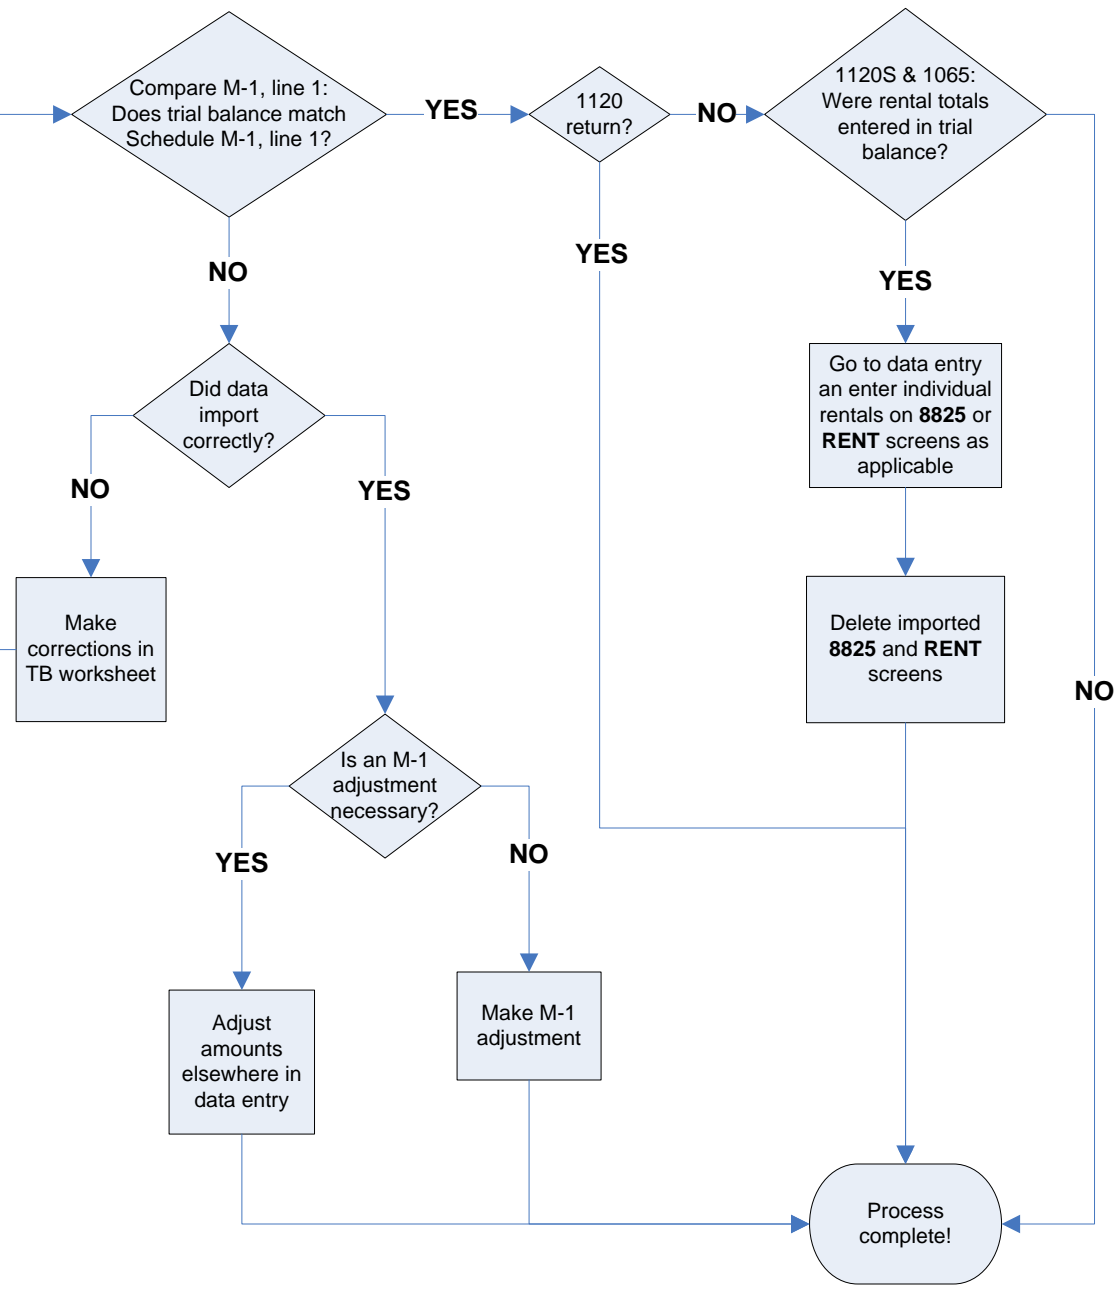 Compare M-1, line 1:
Does trial balance match
Schedule M-1, line 1?
YES
1120
return?
NO
1120S & 1065:
Were rental totals
entered in trial
balance?
NO
YES
YES
Did data
import
correctly?
Go to data entry
an enter individual
rentals on 8825 or
RENT screens as
applicable
NO
YES
Make
corrections in
TB worksheet
Delete imported
8825 and RENT
screens
NO
Is an M-1
adjustment
necessary?
YES
NO
Adjust
amounts
elsewhere in
data entry
Make M-1
adjustment
Process
complete!